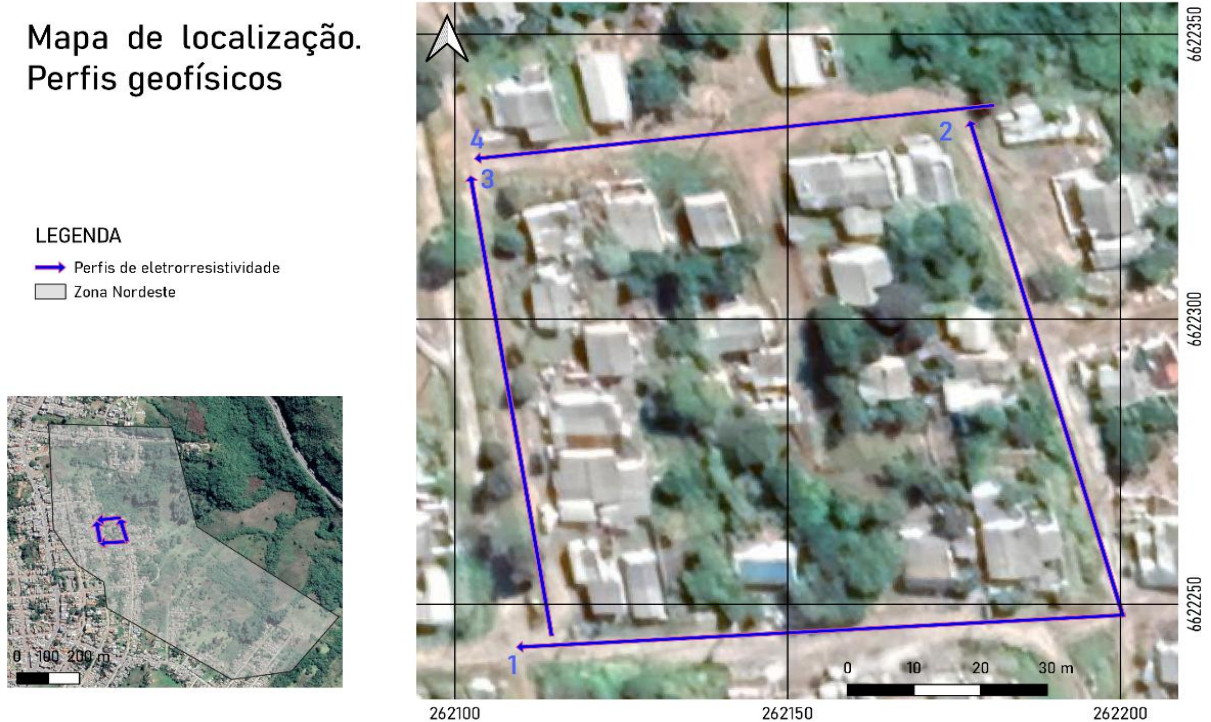 Mapa de localização.
Perfis geofísicos
LEGENDA
Perfis de eletrorresistividade
Zona Nordeste
0 100 200 m
4
3
2
1
0 10 20 30 m
262100 262150 262200
6622350
6622300
6622250